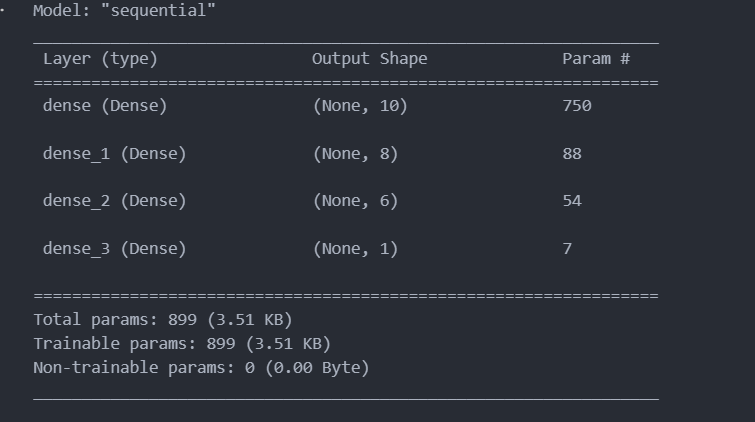 Model: "sequential"
_________________________________________________________________
Layer (type) Output Shape Param #
=================================================================
dense (Dense) (None, 10) 750
dense_1 (Dense) (None, 8) 88
dense_2 (Dense) (None, 6) 54
dense_3 (Dense) (None, 1) 7
=================================================================
Total params: 899 (3.51 KB)
Trainable params: 899 (3.51 KB)
Non-trainable params: 0 (0.00 Byte)
_________________________________________________________________